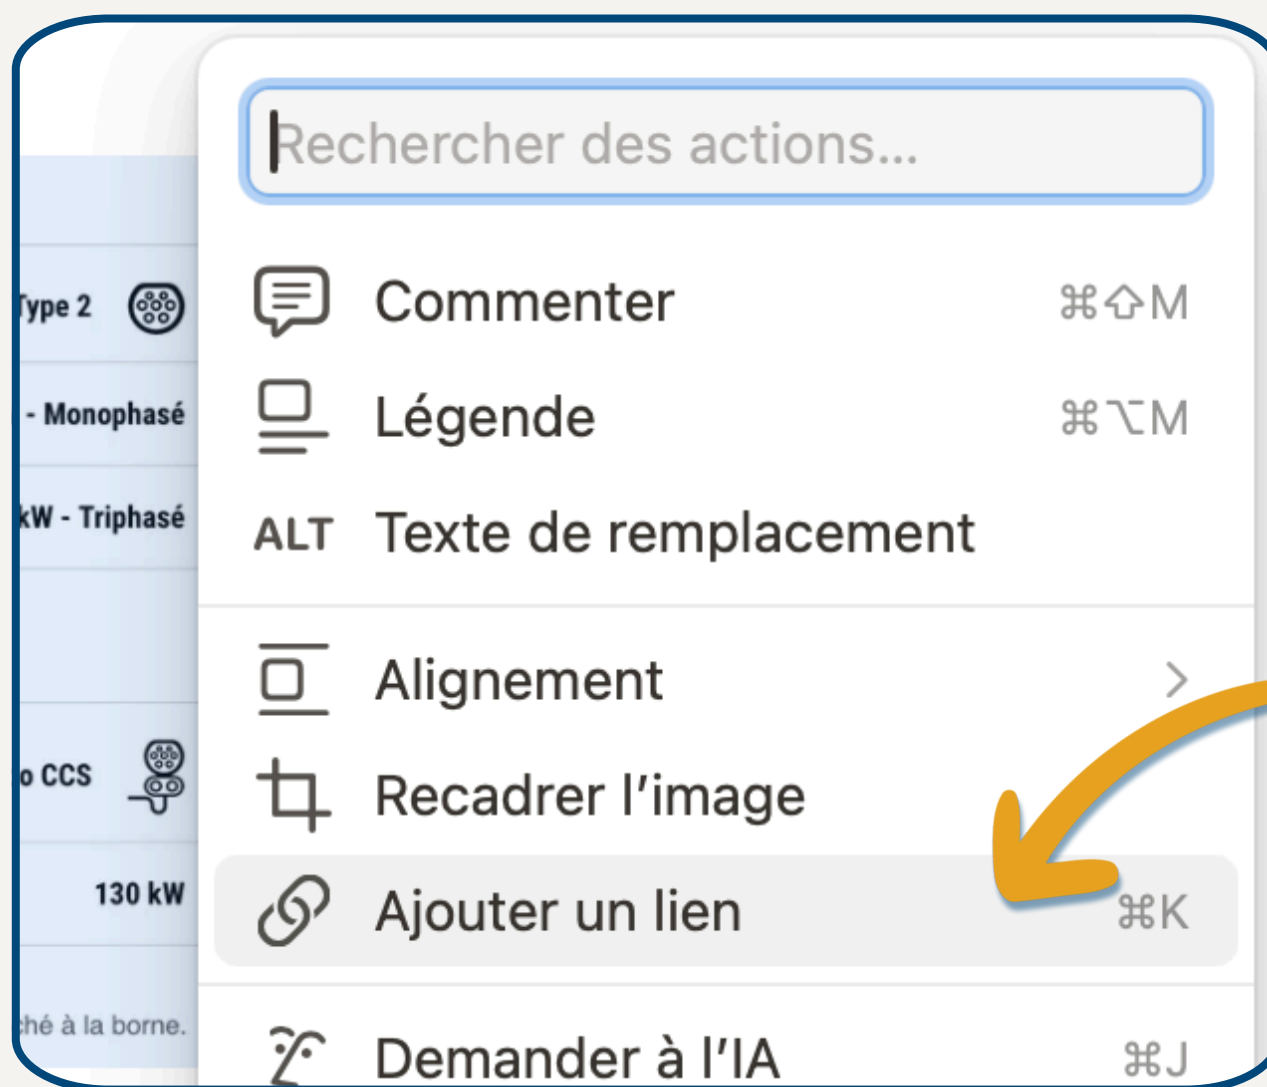 Rechercher des actions...
Commenter ⌘⇧M
Légende ⌘⌥M
ALT Texte de remplacement
Alignement
Recadrer l'image
Ajouter un lien ⌘K
Demander à l'IA ⌘J
Type 2
- Monophasé
kW - Triphasé
CCS
130 kW
à la borne.